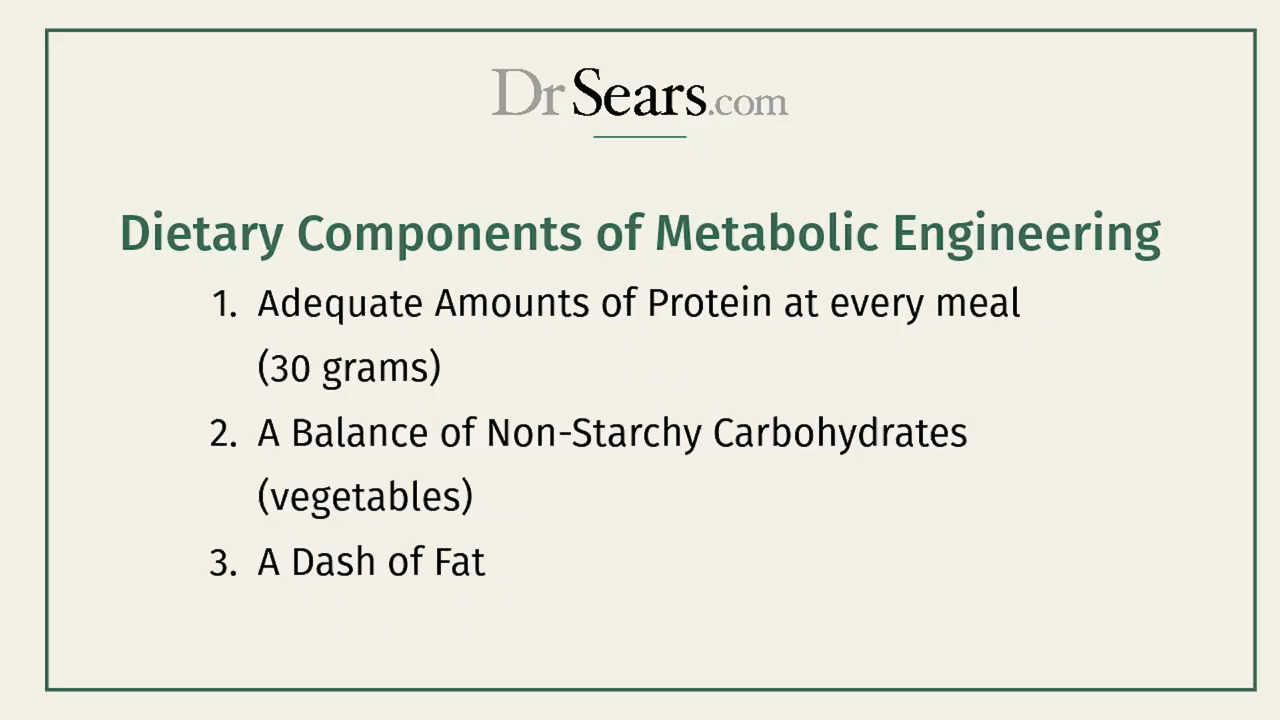 DrSears.com
Dietary Components of Metabolic Engineering
1. Adequate Amounts of Protein at every meal
(30 grams)
2. A Balance of Non-Starchy Carbohydrates
(vegetables)
3. A Dash of Fat